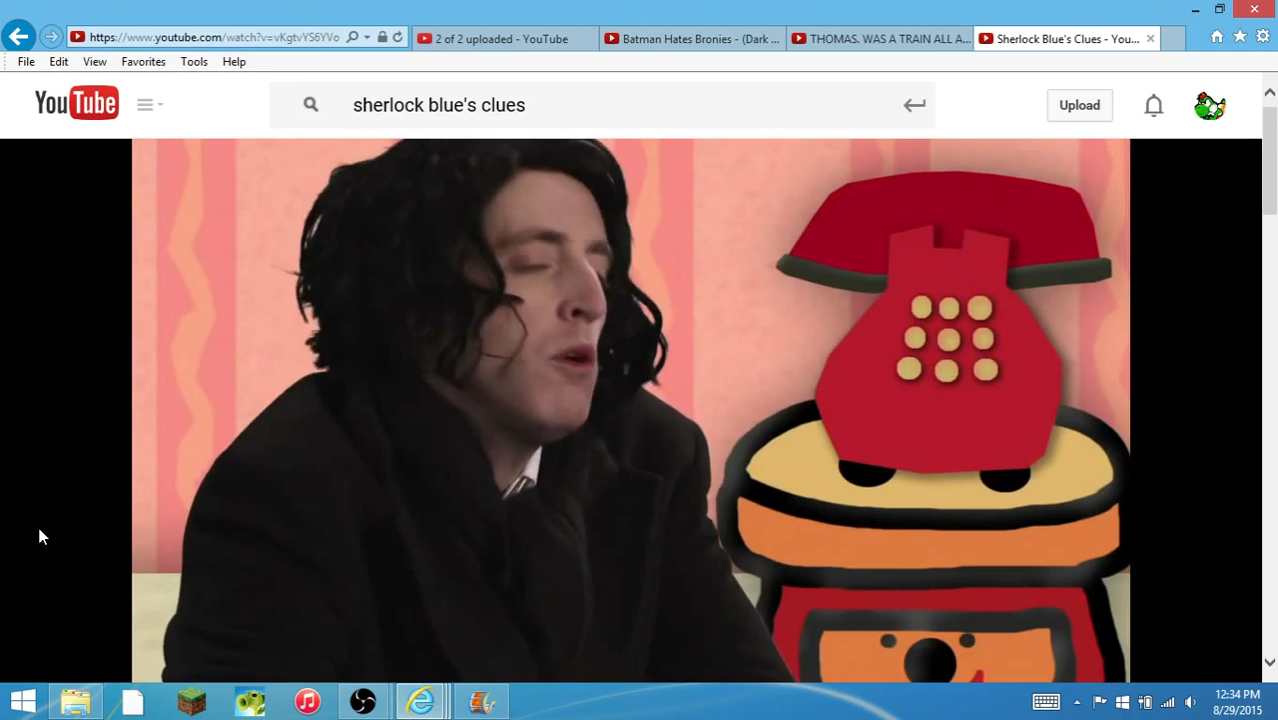 https://www.youtube.com/watch?v=vKgtvYS6YVo
2 of 2 uploaded - YouTube
Batman Hates Bronies - (Dark ...
THOMAS. WAS A TRAIN ALL A...
Sherlock Blue's Clues - You...
File Edit View Favorites Tools Help
YouTube
sherlock blue's clues
Upload
12:34 PM
8/29/2015